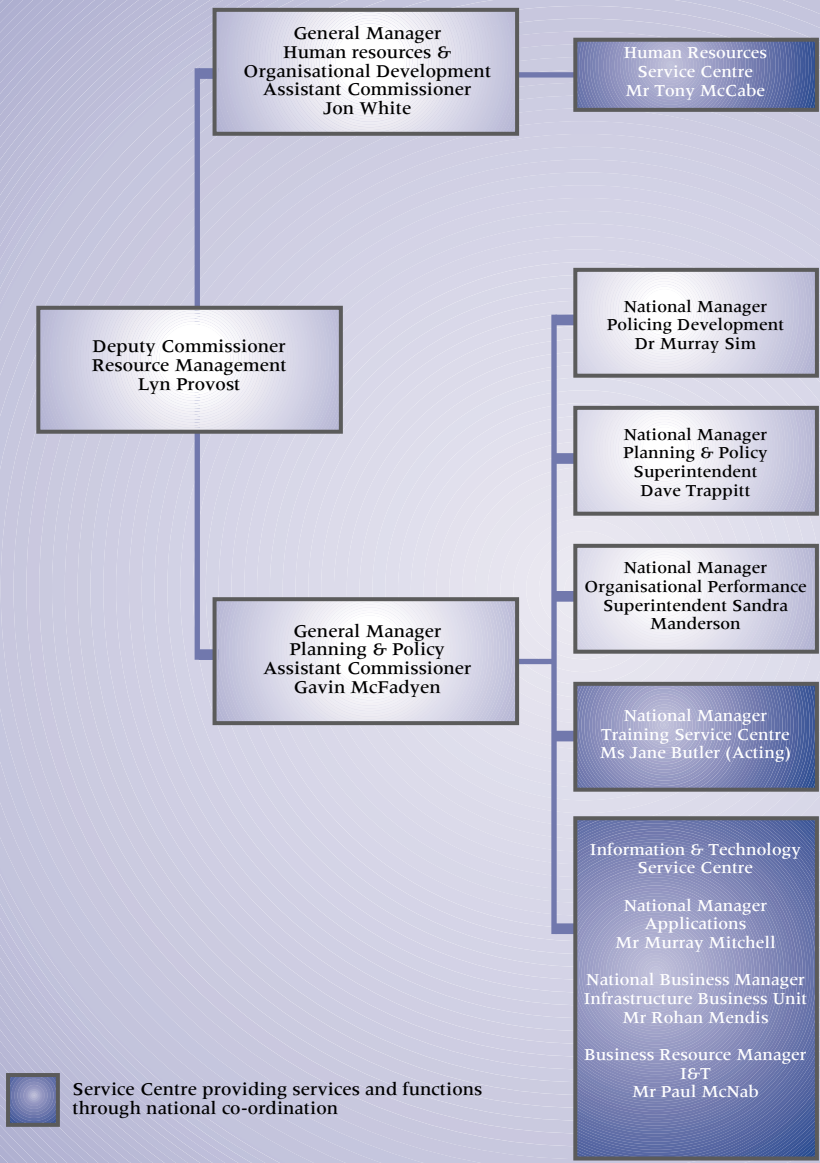 General Manager
Human resources &
Organisational Development
Assistant Commissioner
Jon White
Human Resources
Service Centre
Mr Tony McCabe
Deputy Commissioner
Resource Management
Lyn Provost
General Manager
Planning & Policy
Assistant Commissioner
Gavin McFadyen
National Manager
Policing Development
Dr Murray Sim
National Manager
Planning & Policy
Superintendent
Dave Trappitt
National Manager
Organisational Performance
Superintendent Sandra
Manderson
National Manager
Training Service Centre
Ms Jane Butler (Acting)
Information & Technology
Service Centre
National Manager
Applications
Mr Murray Mitchell
National Business Manager
Infrastructure Business Unit
Mr Rohan Mendis
Business Resource Manager
I&T
Mr Paul McNab
Service Centre providing services and functions
through national co-ordination